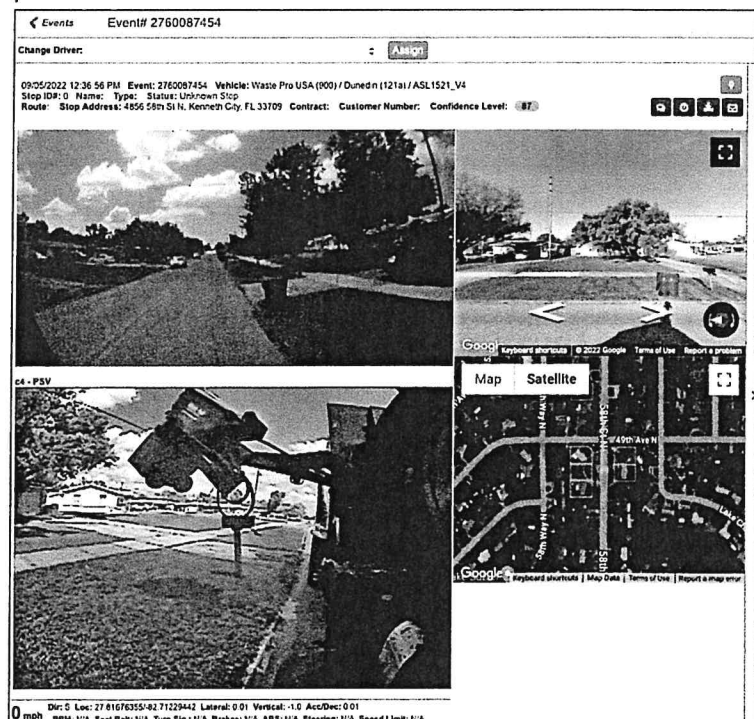 Events Event# 2760087454
Change Driver: Assign
09/05/2022 12:36:56 PM Event: 2760087454 Vehicle: Waste Pro USA (900) / Dunedin (121a) / ASL1521_V4
Stop ID#: 0 Name: Type: Status: Unknown Stop
Route: Stop Address: 4856 58th St N, Kenneth City, FL 33709 Contract: Customer Number: Confidence Level: 87
Google Keyboard shortcuts © 2022 Google Terms of Use Report a problem
c4 - PSV
Map Satellite
49th Ave N
58th
Google Keyboard shortcuts Map Data Terms of Use Report a map error
0 mph Dir: S Loc: 27.81676355/-82.71229442 Lateral: 0.01 Vertical: -1.0 Acc/Dec: 0.01
RPM: N/A Seat Belt: N/A Turn Sig.: N/A Brakes: N/A ABS: N/A Steering: N/A Speed Limit: N/A